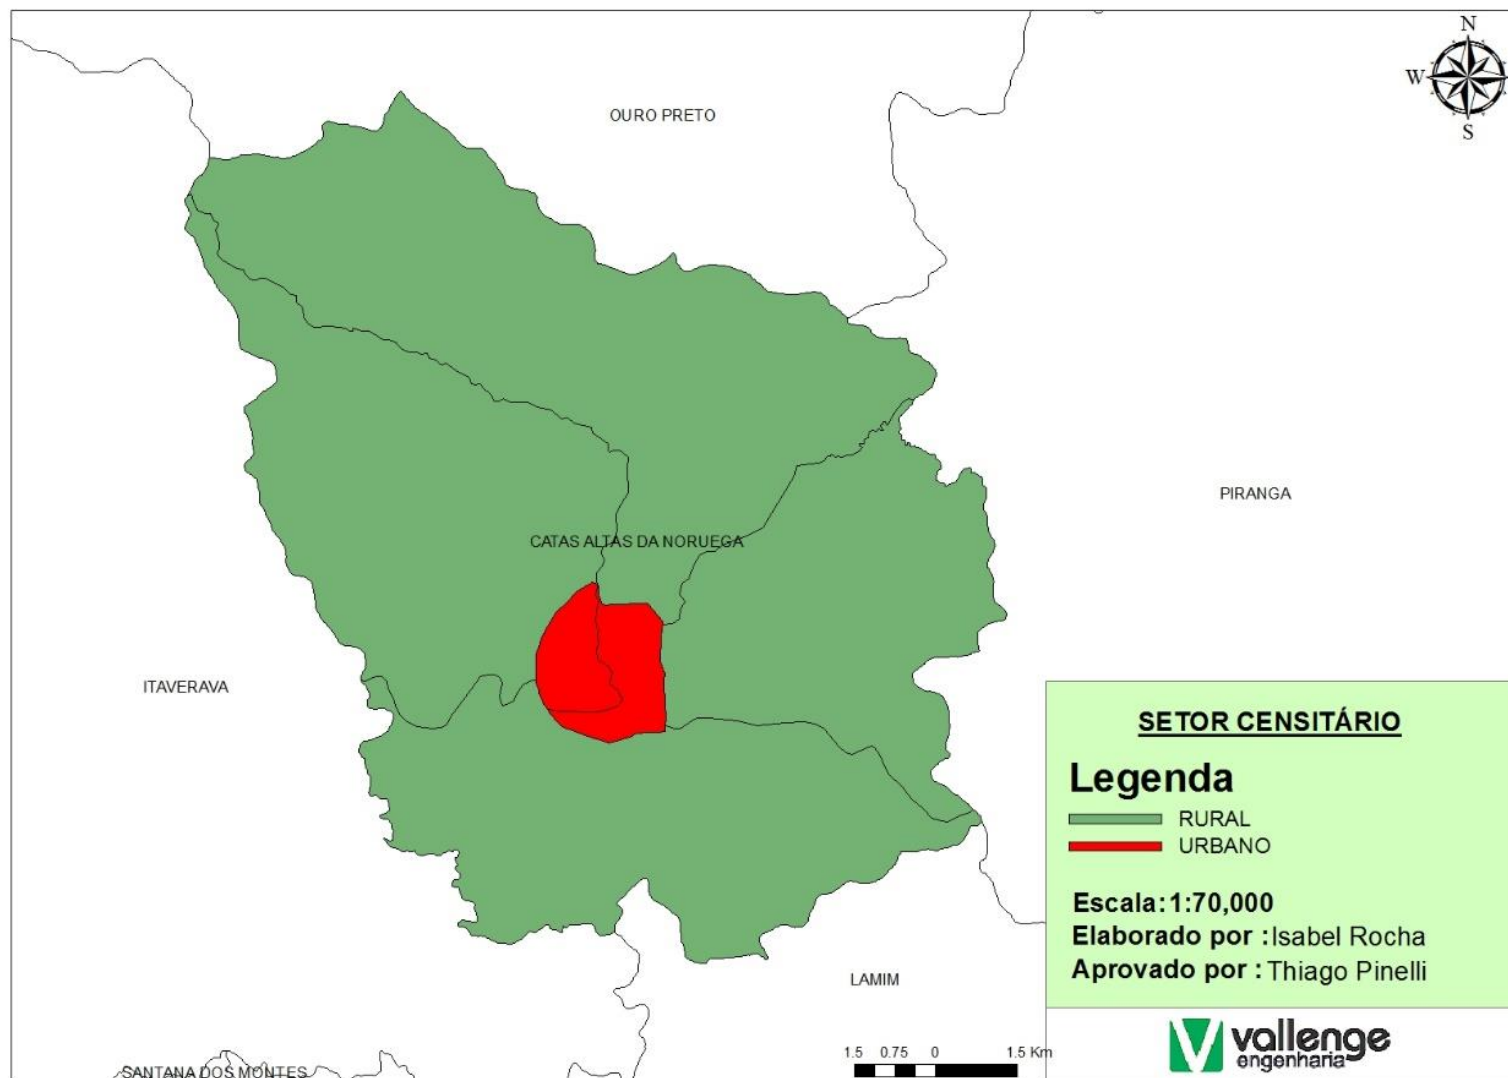 N
W
S
OURO PRETO
PIRANGA
CATAS ALTAS DA NORUEGA
ITAVERAVA
LAMIM
SANTANA DOS MONTES
SETOR CENSITÁRIO
Legenda
RURAL
URBANO
Escala:1:70,000
Elaborado por :Isabel Rocha
Aprovado por : Thiago Pinelli
1.5 0.75 0 1.5 Km
vallenge
engenharia